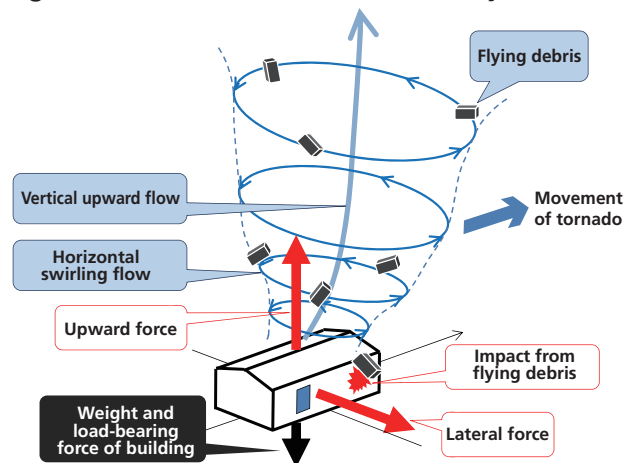 Flying debris
Vertical upward flow
Movement
of tornado
Horizontal
swirling flow
Upward force
Impact from
flying debris
Weight and
load-bearing
force of building
Lateral force